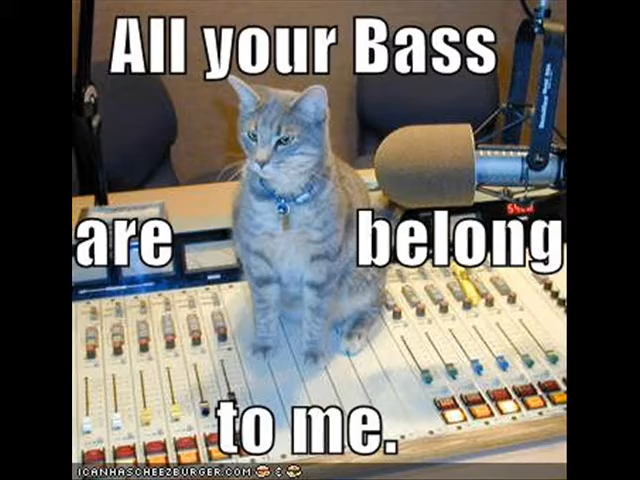 All your Bass
are belong
to me.
ICANHASCHEEZBURGER.COM